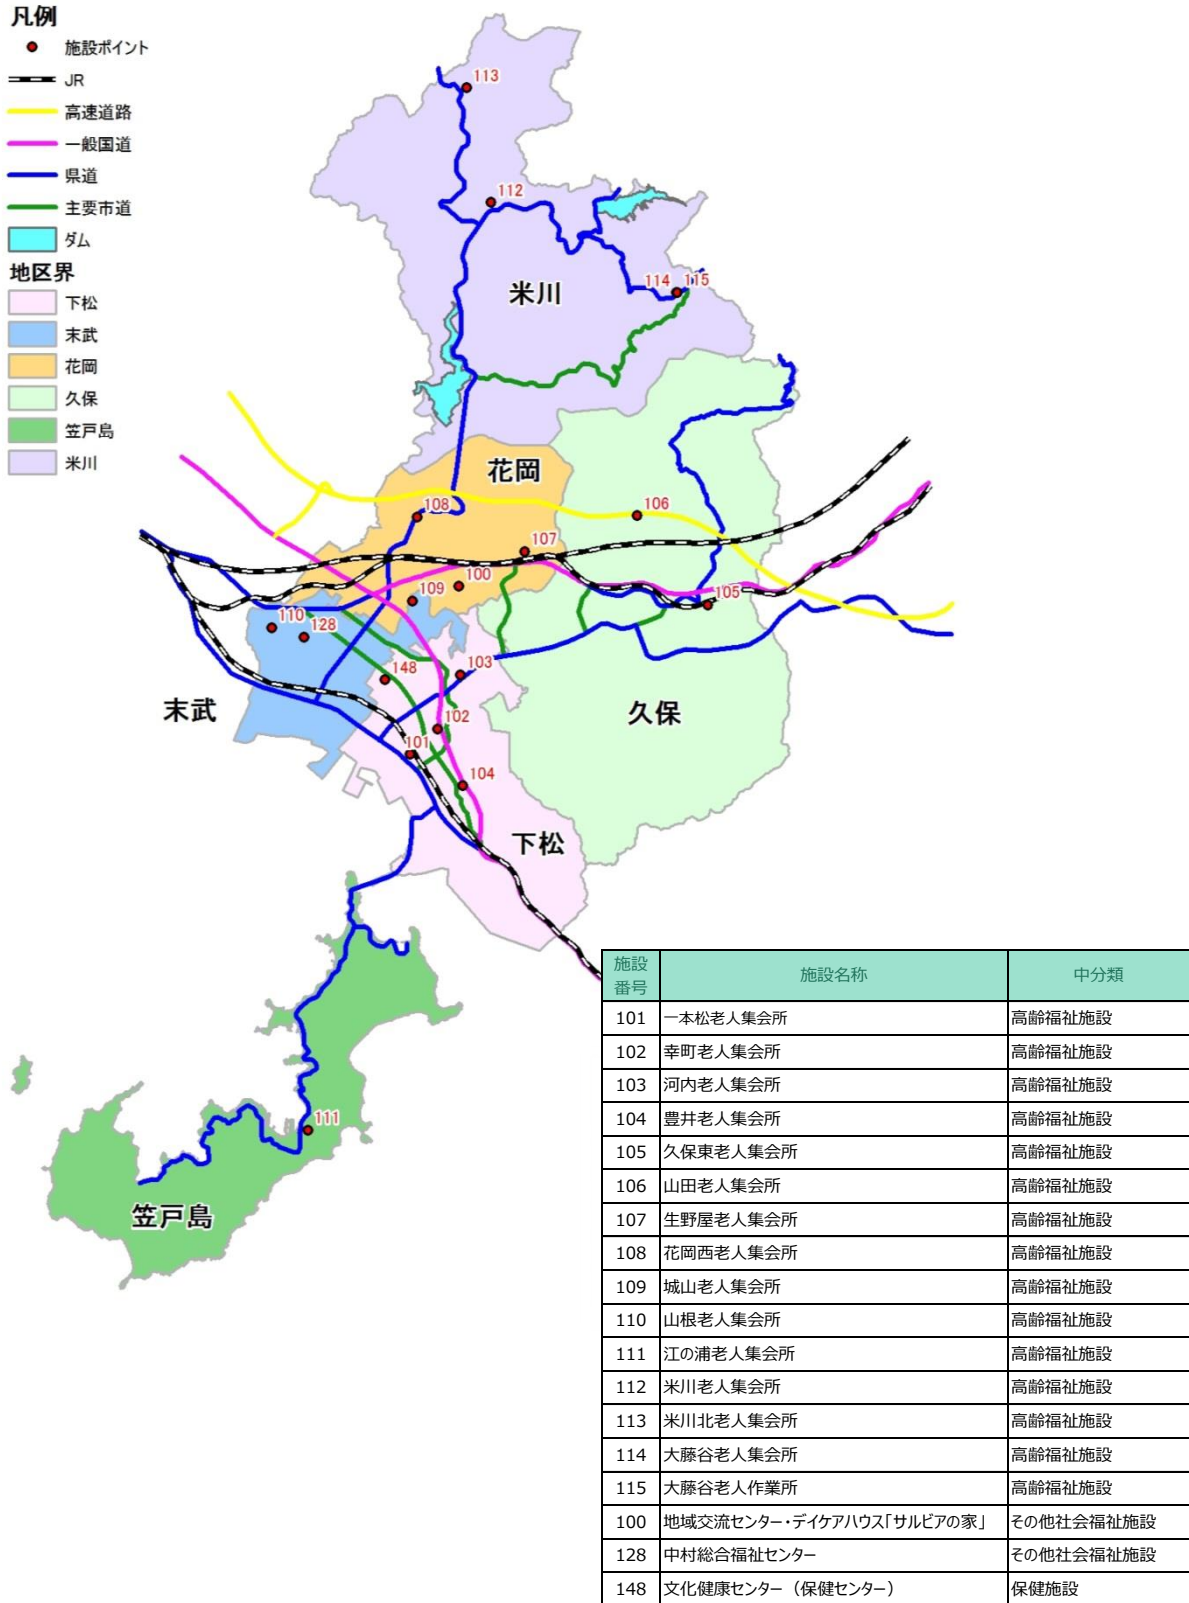 凡例
施設ポイント
JR
高速道路
一般国道
県道
主要市道
ダム
地区界
下松
末武
花岡
久保
笠戸島
米川
113
112
114 115
米川
花岡
108
106
107
100
109
105
110
128
103
148
末武
久保
102
101
104
下松
111
笠戸島
施設番号 施設名称 中分類
101 一本松老人集会所 高齢福祉施設
102 幸町老人集会所 高齢福祉施設
103 河内老人集会所 高齢福祉施設
104 豊井老人集会所 高齢福祉施設
105 久保東老人集会所 高齢福祉施設
106 山田老人集会所 高齢福祉施設
107 生野屋老人集会所 高齢福祉施設
108 花岡西老人集会所 高齢福祉施設
109 城山老人集会所 高齢福祉施設
110 山根老人集会所 高齢福祉施設
111 江の浦老人集会所 高齢福祉施設
112 米川老人集会所 高齢福祉施設
113 米川北老人集会所 高齢福祉施設
114 大藤谷老人集会所 高齢福祉施設
115 大藤谷老人作業所 高齢福祉施設
100 地域交流センター・デイケアハウス「サルビアの家」 その他社会福祉施設
128 中村総合福祉センター その他社会福祉施設
148 文化健康センター（保健センター） 保健施設